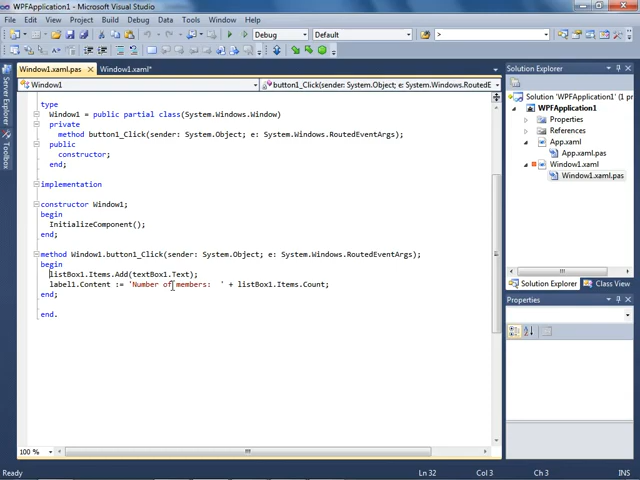 WPFApplication1 - Microsoft Visual Studio
File Edit View Project Build Debug Data Tools Window Help
Debug Default >
Window1.xaml.pas Window1.xaml*
Window1 button1_Click(sender: System.Object; e: System.Windows.RoutedE
type
Window1 = public partial class(System.Windows.Window)
private
method button1_Click(sender: System.Object; e: System.Windows.RoutedEventArgs);
public
constructor;
end;
implementation
constructor Window1;
begin
InitializeComponent();
end;
method Window1.button1_Click(sender: System.Object; e: System.Windows.RoutedEventArgs);
begin
listBox1.Items.Add(textBox1.Text);
label1.Content := 'Number of members:  ' + listBox1.Items.Count;
end;
end.
100 %
Server Explorer
Toolbox
Solution Explorer
Solution 'WPFApplication1' (1 p
WPFApplication1
Properties
References
App.xaml
App.xaml.pas
Window1.xaml
Window1.xaml.pas
Solution Explorer Class View
Properties
Ready Ln 32 Col 3 Ch 3 INS